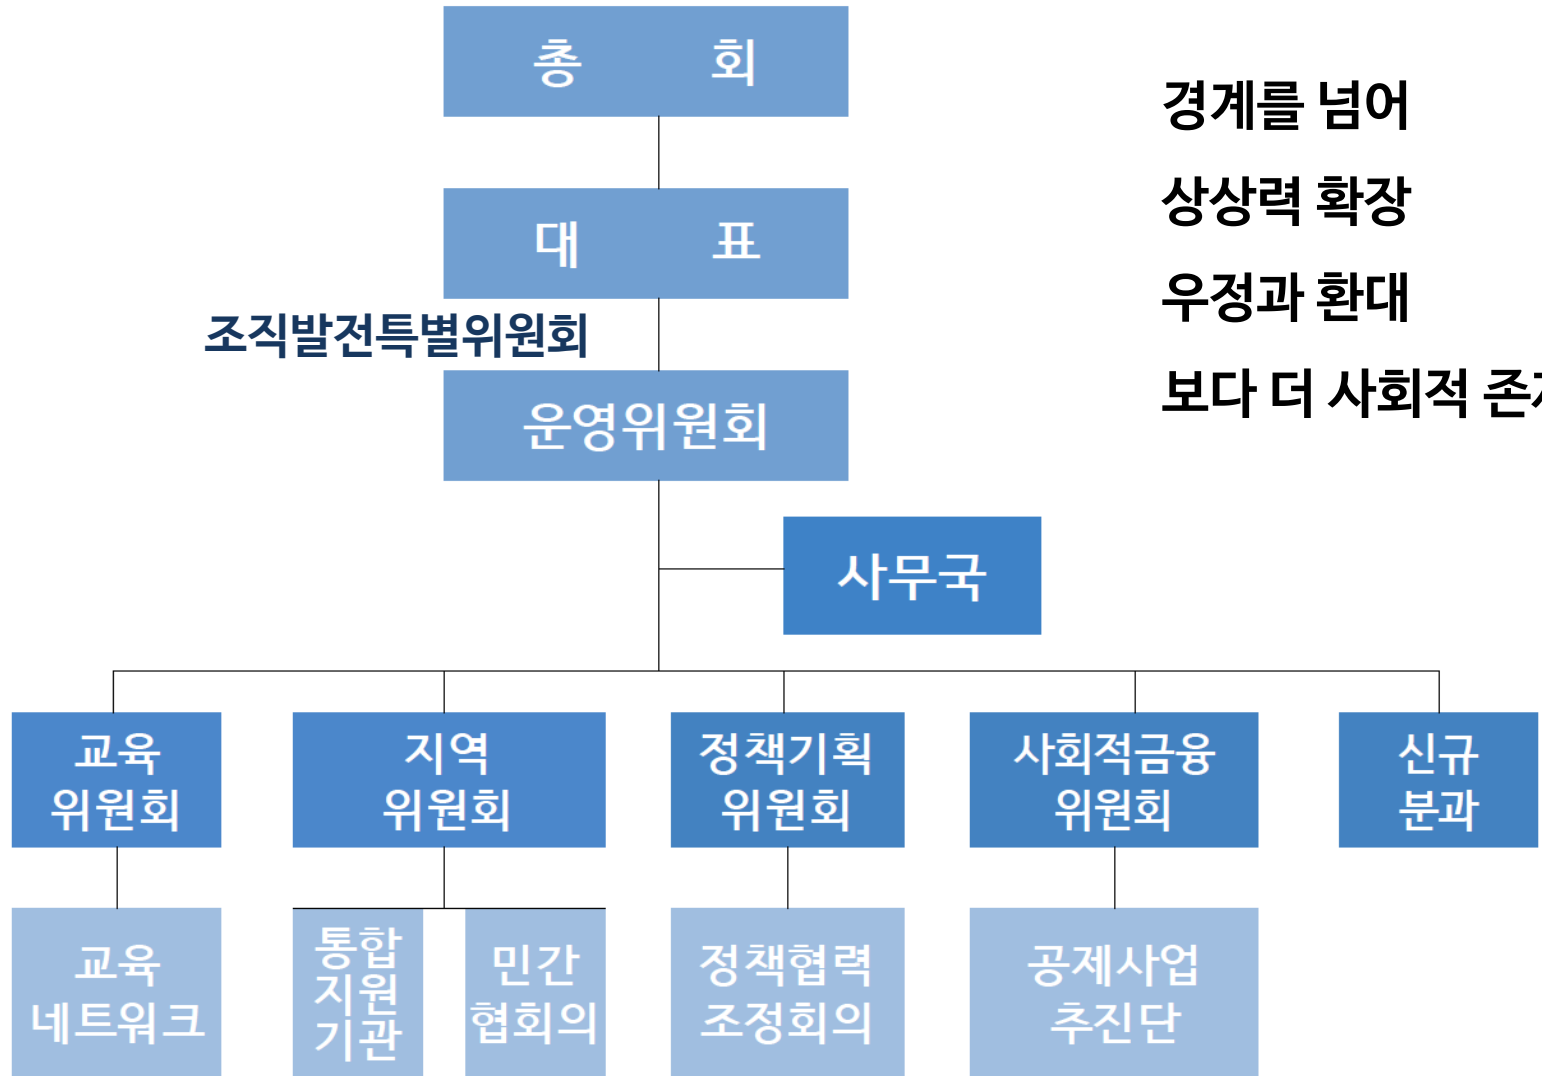 총 회
경계를 넘어
상상력 확장
대 표
우정과 환대
조직발전특별위원회
보다 더 사회적
운영위원회
사무국
교육
위원회
지역
위원회
정책기획
위원회
사회적금융
위원회
신규
분과
교육
네트워크
통합
지원
기관
민간
협회의
정책협력
조정회의
공제사업
추진단